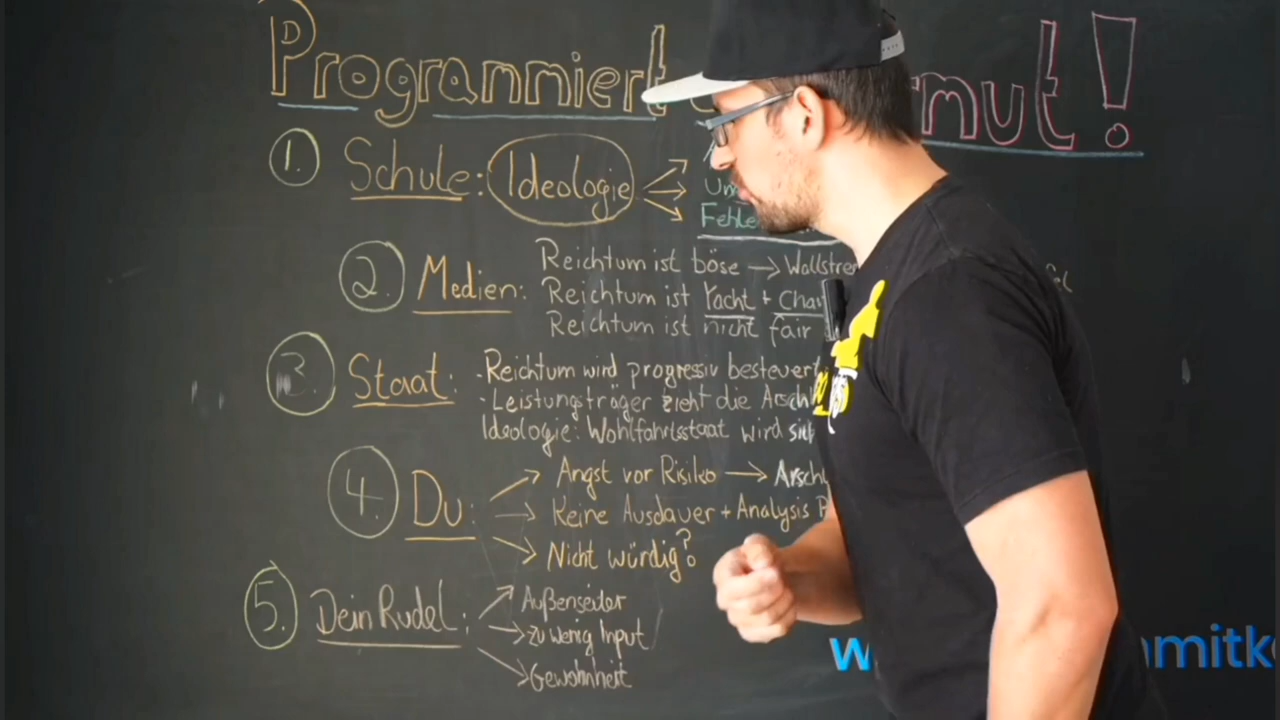 Programmiert mut!
1. Schule: Ideologie
Fehle
2. Medien: Reichtum ist böse → Wallstre
Reichtum ist Yacht + Cha
Reichtum ist nicht fair
3. Staat: - Reichtum wird progressiv besteuert
- Leistungsträger zieht die Arschl
Ideologie: Wohlfahrtsstaat wird
4. Du: Angst vor Risiko → Arschl
Keine Ausdauer + Analysis
Nicht würdig?
5. Dein Rudel: Außenseiter
zu wenig Input
Gewohnheit
w mitk